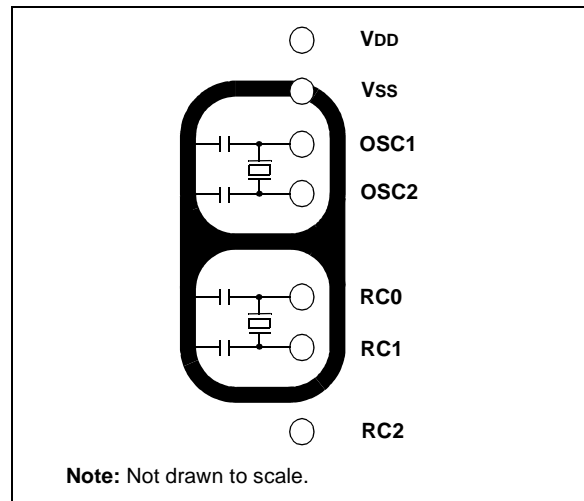 VDD
VSS
OSC1
OSC2
RC0
RC1
RC2
Note: Not drawn to scale.